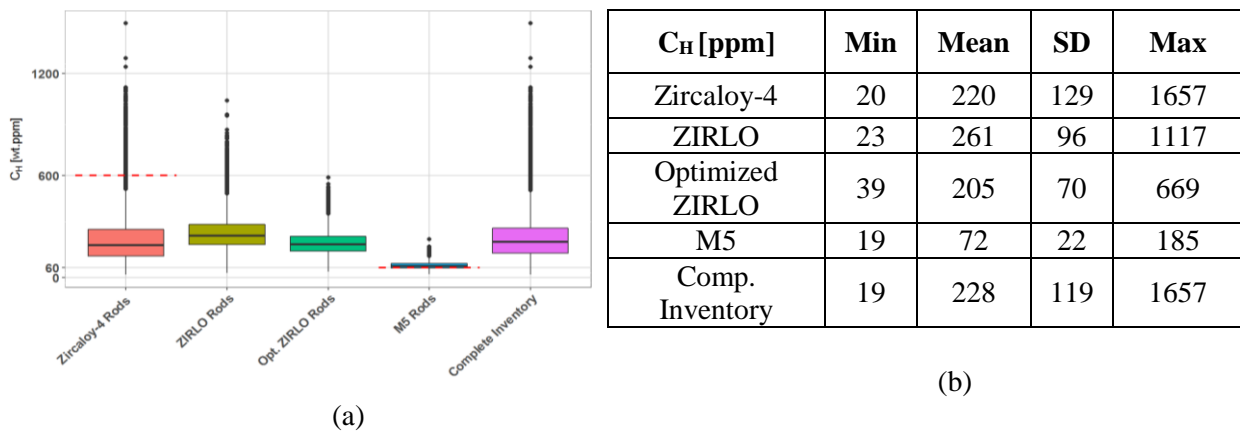 1200
600
60
0
C_H [wt.ppm]
Zircaloy-4 Rods
ZIRLO Rods
Opt. ZIRLO Rods
M5 Rods
Complete Inventory
(a)
C_H [ppm] Min Mean SD Max
Zircaloy-4 20 220 129 1657
ZIRLO 23 261 96 1117
Optimized
ZIRLO 39 205 70 669
M5 19 72 22 185
Comp.
Inventory 19 228 119 1657
(b)